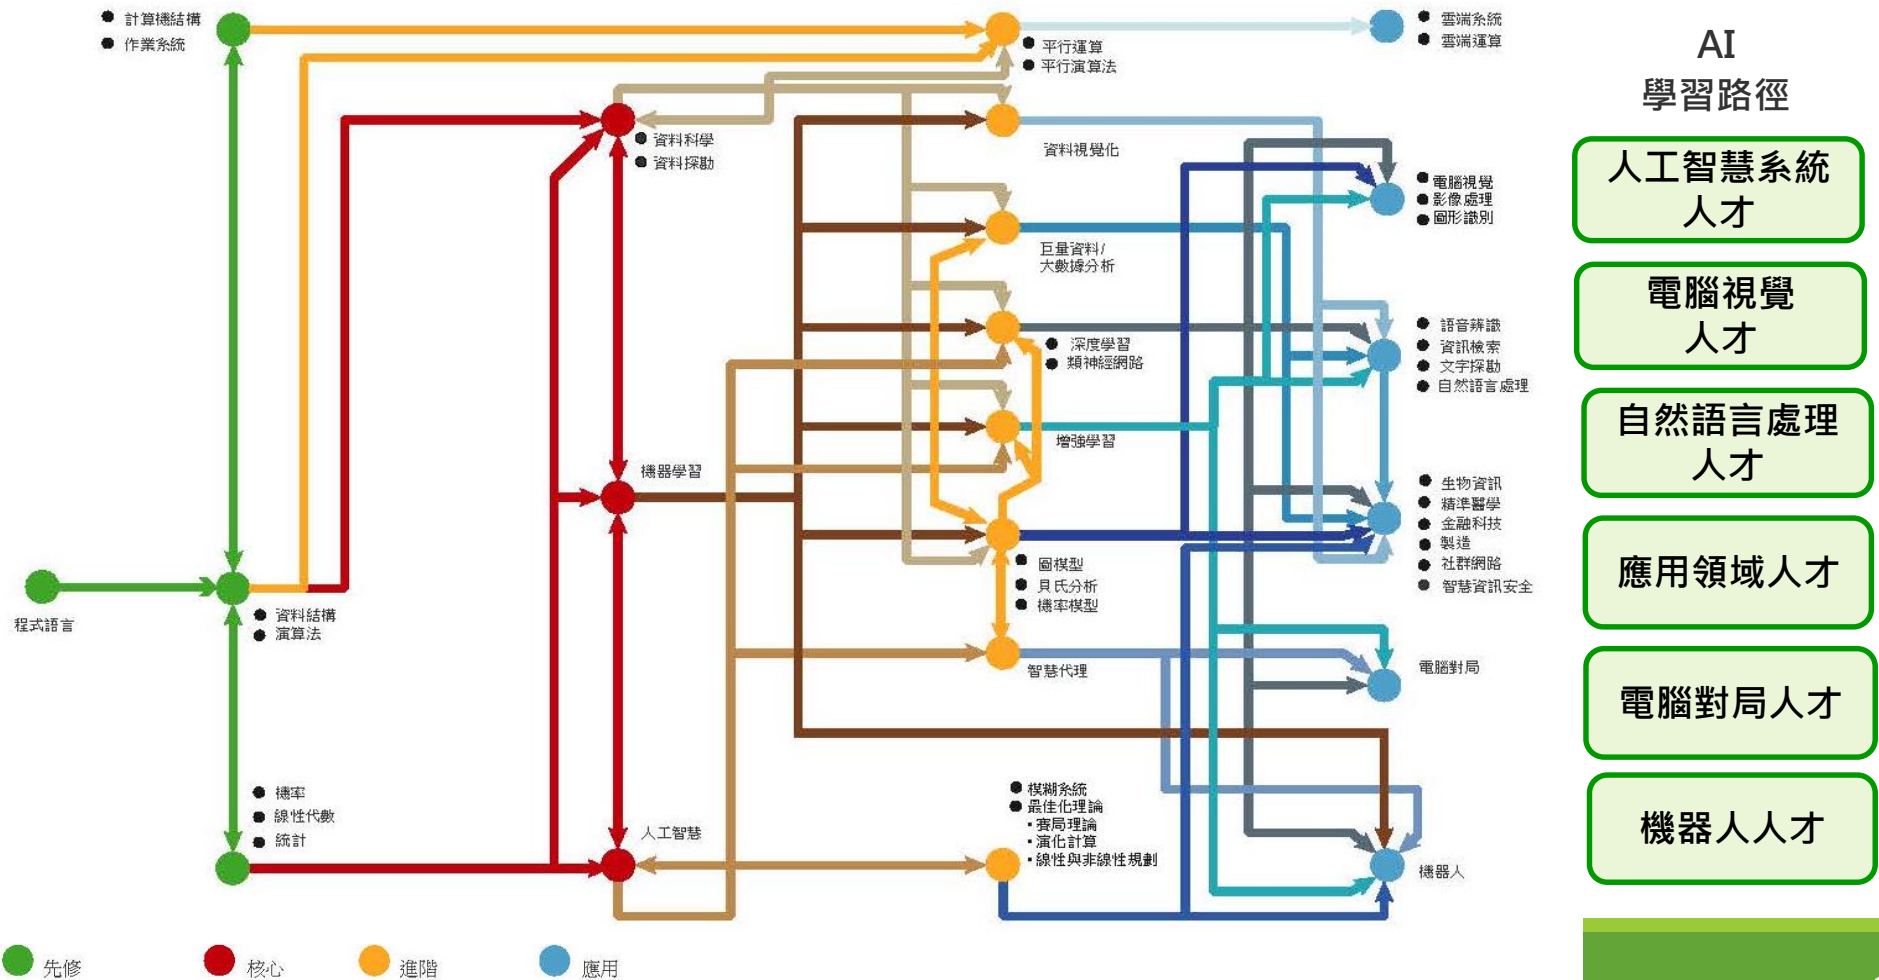 ● 計算機結構
● 作業系統
● 平行運算
● 平行演算法
● 雲端系統
● 雲端運算
● 資料科學
● 資料探勘
資料視覺化
● 電腦視覺
● 影像處理
● 圖形識別
巨量資料/
大數據分析
● 深度學習
● 類神經網路
● 語音辨識
● 資訊檢索
● 文字探勘
● 自然語言處理
增強學習
機器學習
● 生物資訊
● 精準醫學
● 金融科技
● 製造
● 社群網路
● 智慧資訊安全
● 圖模型
● 貝氏分析
● 機率模型
程式語言
● 資料結構
● 演算法
智慧代理
電腦對局
● 機率
● 線性代數
● 統計
人工智慧
● 模糊系統
● 最佳化理論
▪ 賽局理論
▪ 演化計算
▪ 線性與非線性規劃
機器人
先修
核心
進階
應用
AI
學習路徑
人工智慧系統
人才
電腦視覺
人才
自然語言處理
人才
應用領域人才
電腦對局人才
機器人人才